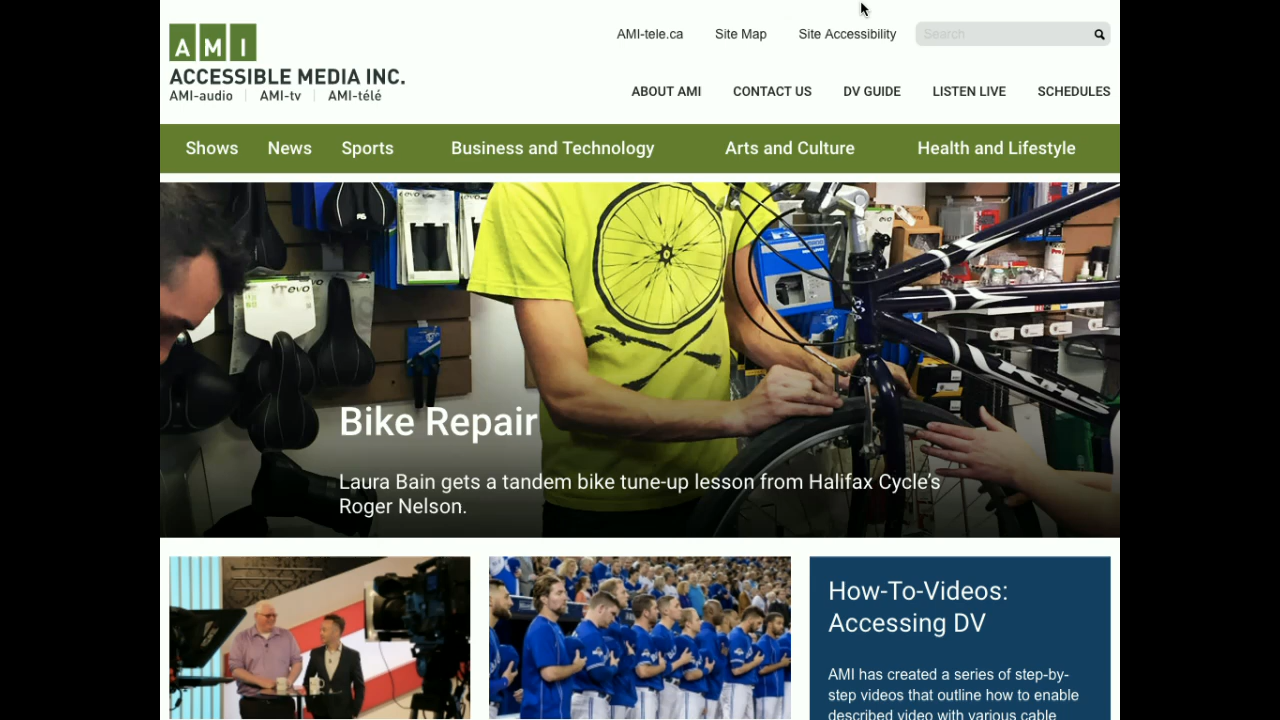 AMI-tele.ca Site Map Site Accessibility Search
AMI
ACCESSIBLE MEDIA INC.
AMI-audio | AMI-tv | AMI-télé
ABOUT AMI CONTACT US DV GUIDE LISTEN LIVE SCHEDULES
Shows News Sports Business and Technology Arts and Culture Health and Lifestyle
evo
Bike Repair
Laura Bain gets a tandem bike tune-up lesson from Halifax Cycle's
Roger Nelson.
How-To-Videos:
Accessing DV
AMI has created a series of step-by-
step videos that outline how to enable
described video with various cable